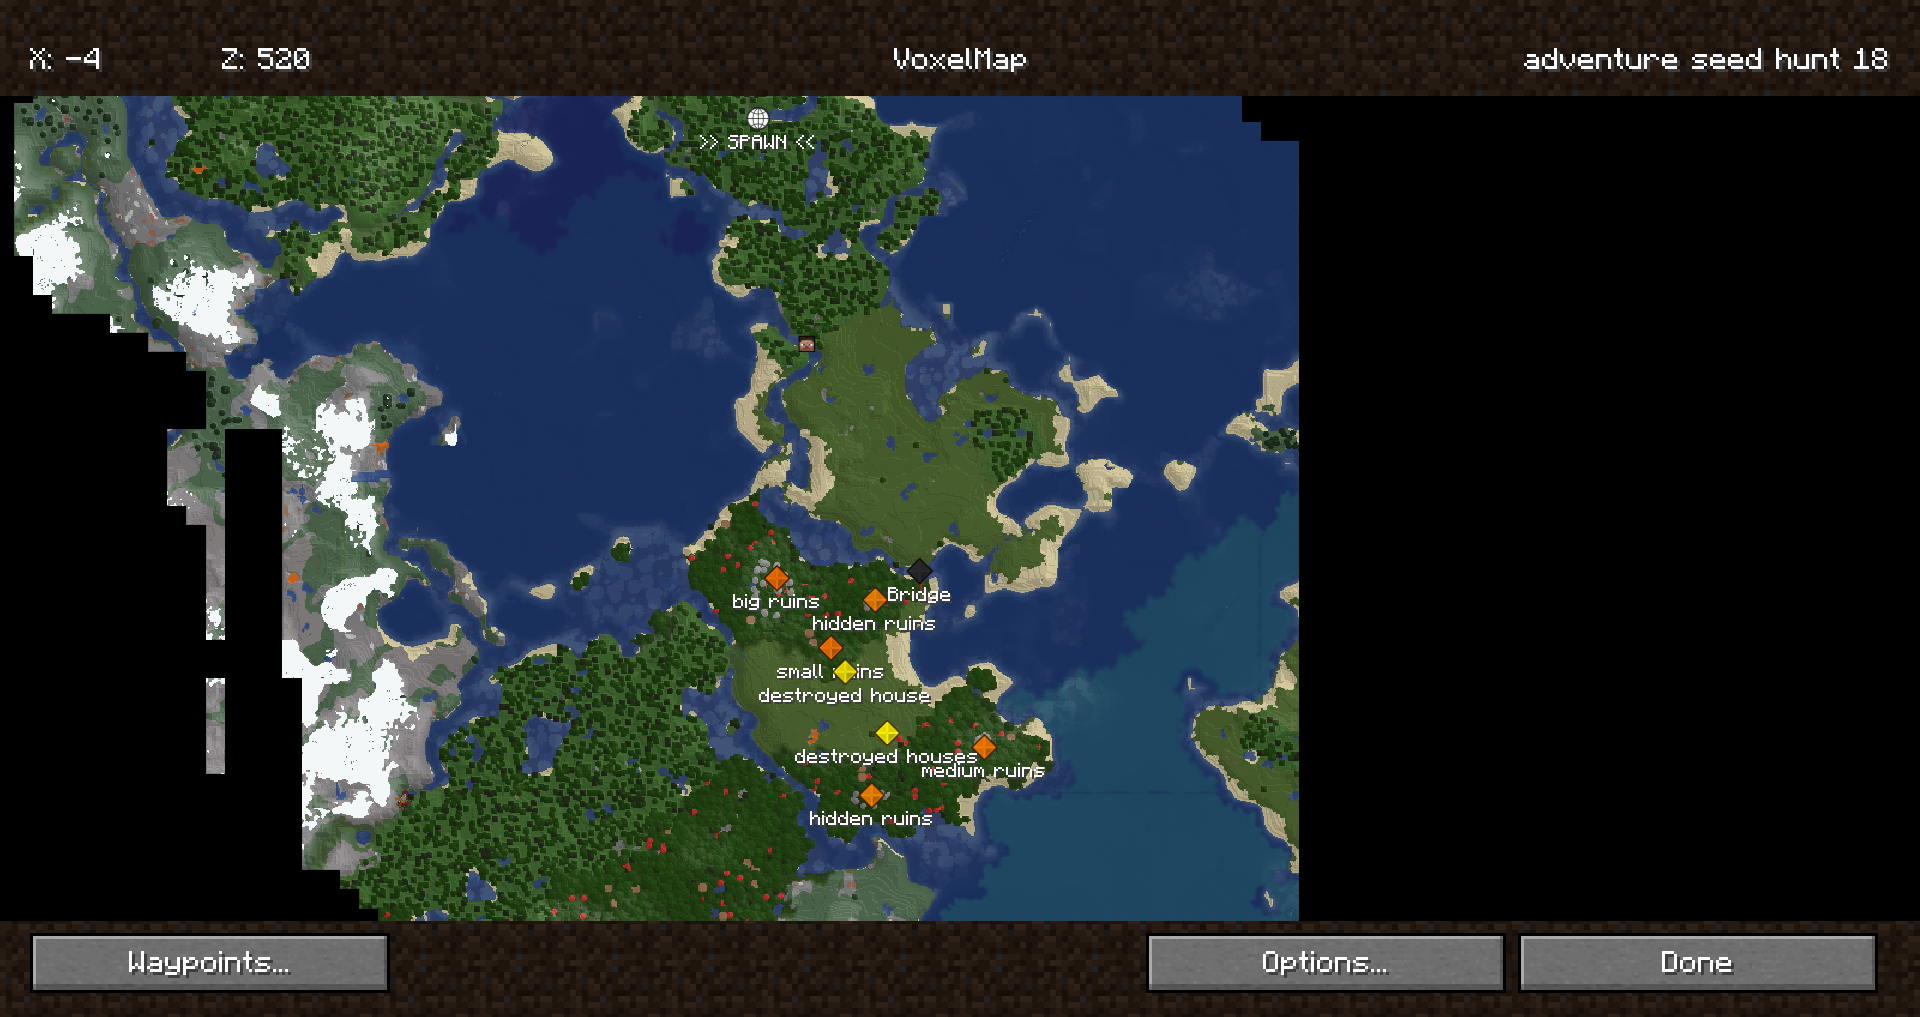 X: -4
Z: 520
VoxelMap
adventure seed hunt 18
>> SPAWN <<
big ruins
Bridge
hidden ruins
small ruins
destroyed house
destroyed houses
medium ruins
hidden ruins
Waypoints...
Options...
Done